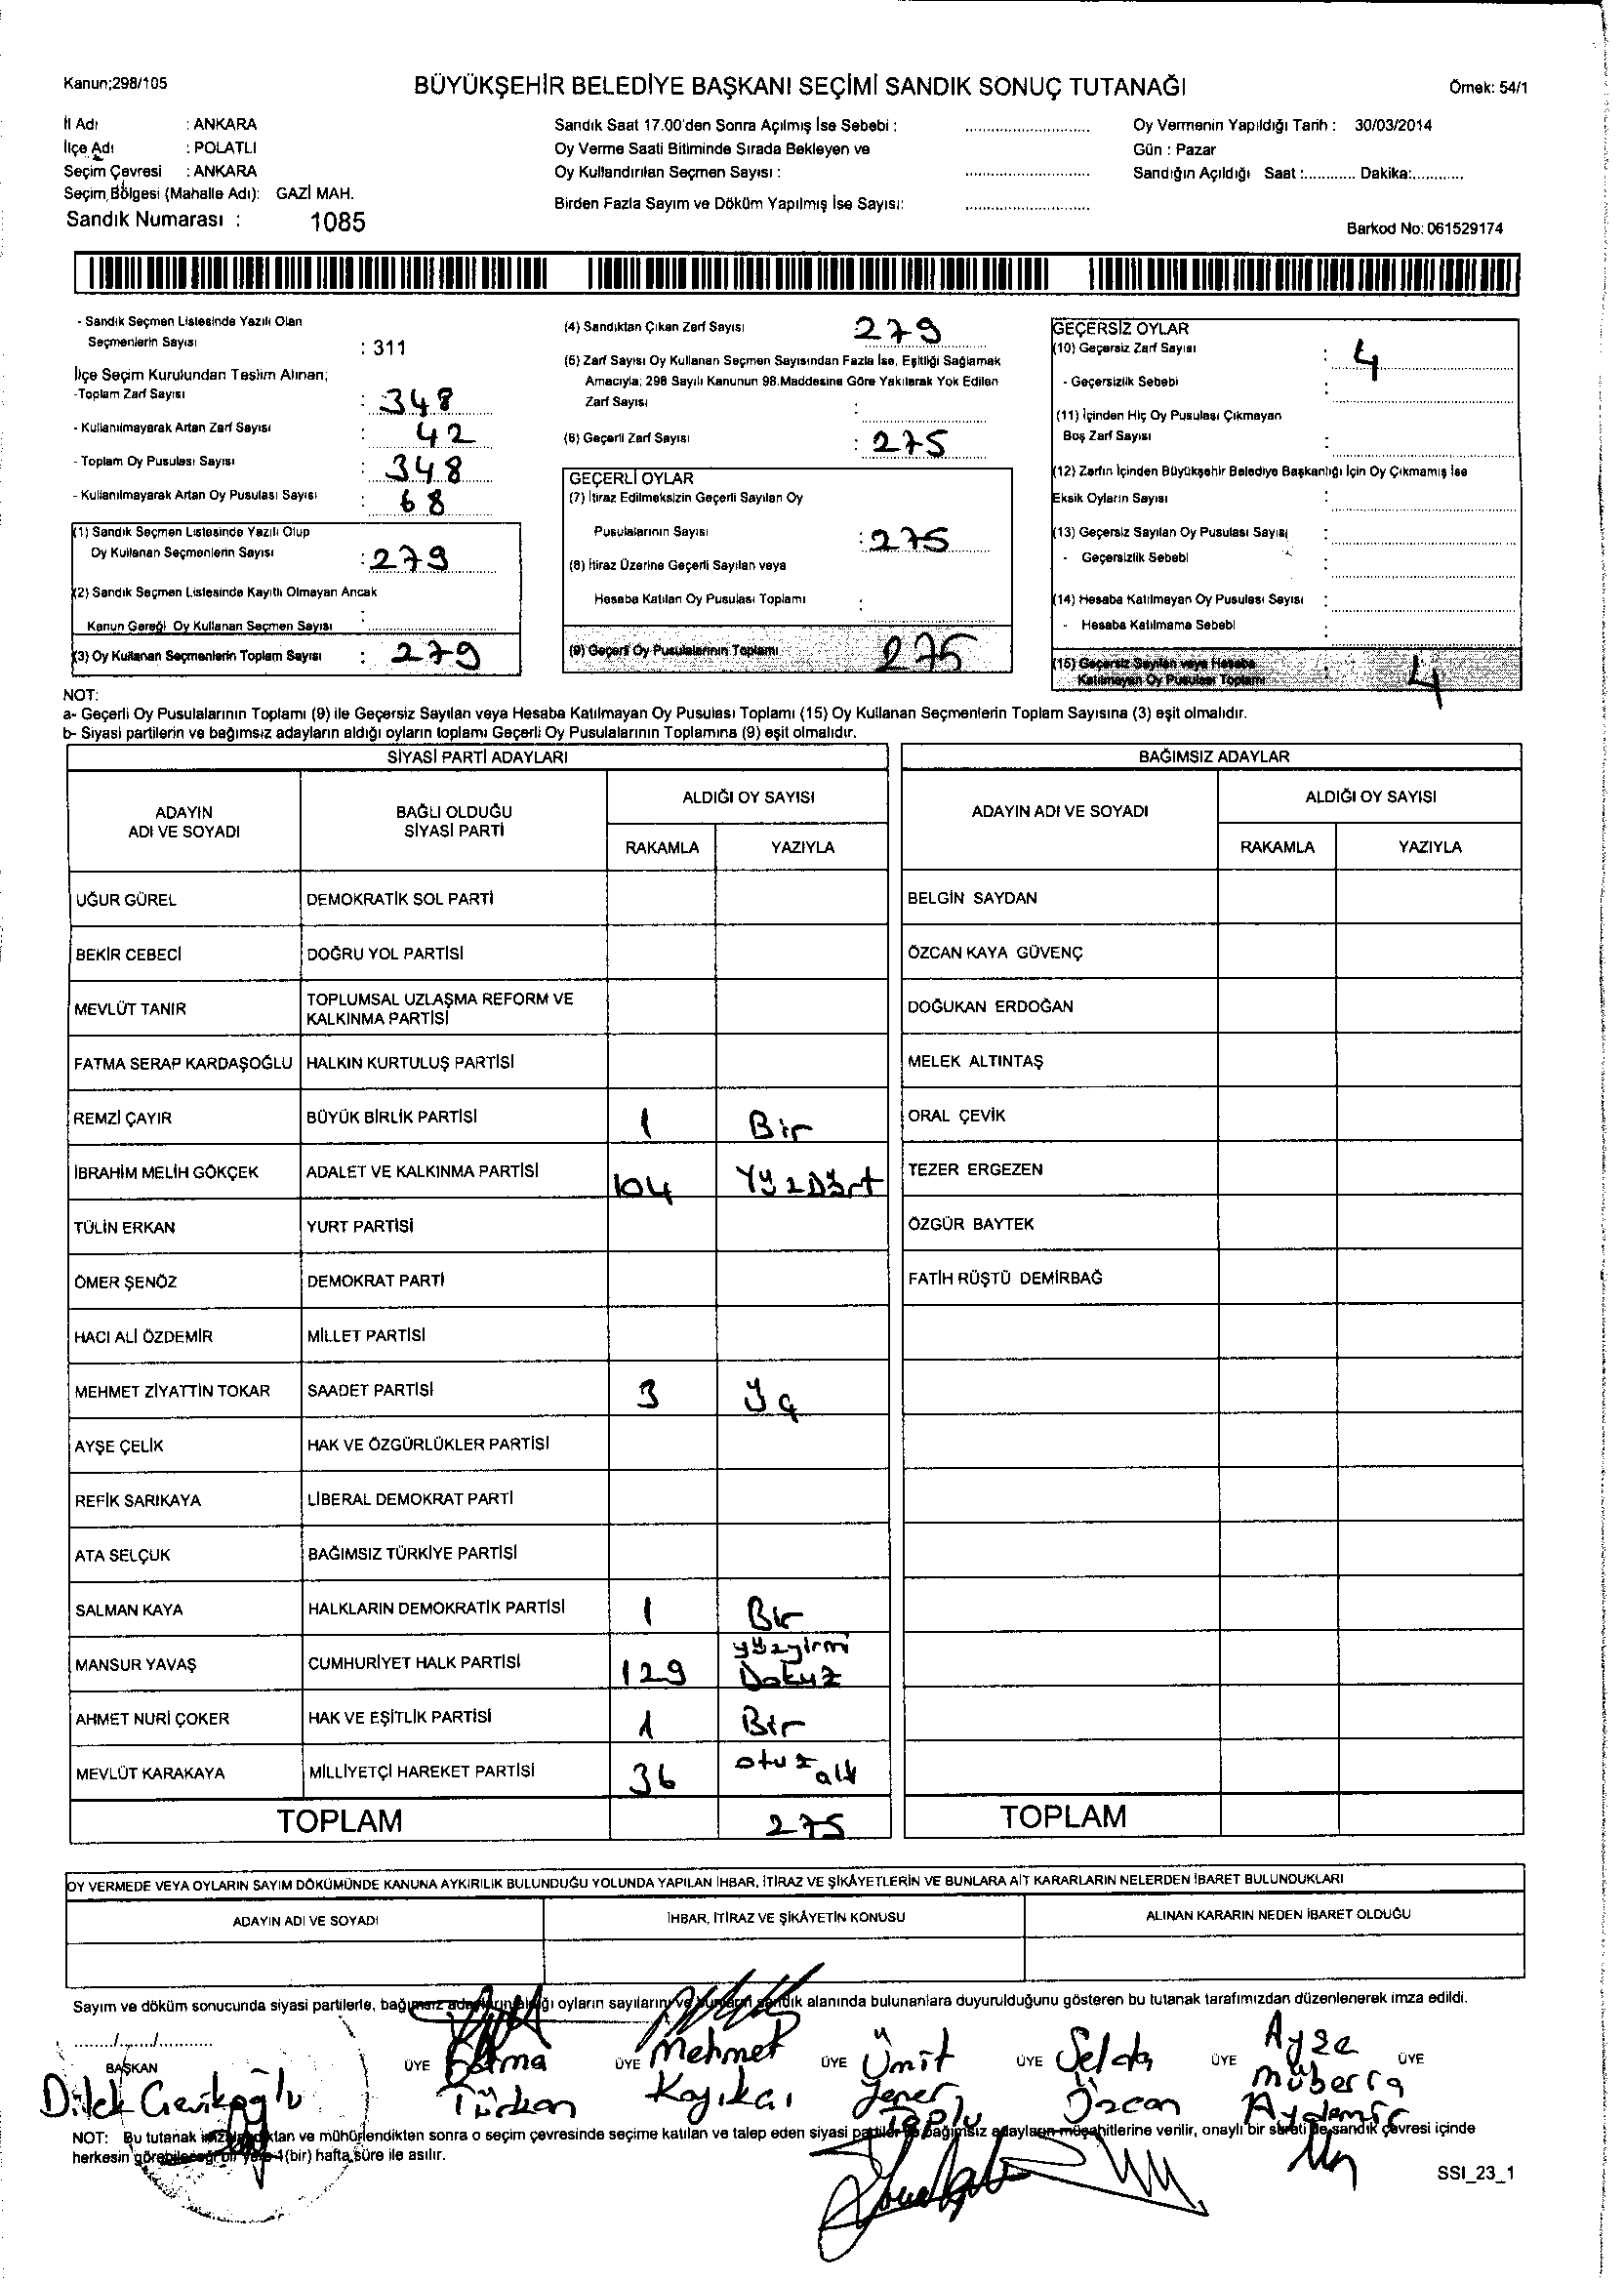 Kanun;298/105
BÜYÜKŞEHİR BELEDİYE BAŞKANI SEÇİMİ SANDIK SONUÇ TUTANAĞI
Örnek: 54/1
İl Adı : ANKARA
İlçe Adı : POLATLI
Seçim Çevresi : ANKARA
Seçim Bölgesi (Mahalle Adı): GAZİ MAH.
Sandık Numarası : 1085
Sandık Saat 17.00'den Sonra Açılmış İse Sebebi :
Oy Verme Saati Bitiminde Sırada Bekleyen ve
Oy Kullandırılan Seçmen Sayısı :
Birden Fazla Sayım ve Döküm Yapılmış İse Sayısı:
Oy Vermenin Yapıldığı Tarih : 30/03/2014
Gün : Pazar
Sandığın Açıldığı Saat :............ Dakika:............
Barkod No: 061529174
- Sandık Seçmen Listesinde Yazılı Olan
Seçmenlerin Sayısı : 311
İlçe Seçim Kurulundan Teslim Alınan;
-Toplam Zarf Sayısı : 348
- Kullanılmayarak Artan Zarf Sayısı : 42
- Toplam Oy Pusulası Sayısı : 348
- Kullanılmayarak Artan Oy Pusulası Sayısı : 68
(1) Sandık Seçmen Listesinde Yazılı Olup
Oy Kullanan Seçmenlerin Sayısı : 279
(2) Sandık Seçmen Listesinde Kayıtlı Olmayan Ancak
Kanun Gereği Oy Kullanan Seçmen Sayısı :
(3) Oy Kullanan Seçmenlerin Toplam Sayısı : 279
(4) Sandıktan Çıkan Zarf Sayısı 279
(5) Zarf Sayısı Oy Kullanan Seçmen Sayısından Fazla İse, Eşitliği Sağlamak
Amacıyla; 298 Sayılı Kanunun 98.Maddesine Göre Yakılarak Yok Edilen
Zarf Sayısı :
(6) Geçerli Zarf Sayısı : 275
GEÇERLİ OYLAR
(7) İtiraz Edilmeksizin Geçerli Sayılan Oy
Pusulalarının Sayısı : 275
(8) İtiraz Üzerine Geçerli Sayılan veya
Hesaba Katılan Oy Pusulası Toplamı :
(9) Geçerli Oy Pusulalarının Toplamı 275
GEÇERSİZ OYLAR
(10) Geçersiz Zarf Sayısı : 4
- Geçersizlik Sebebi :
(11) İçinden Hiç Oy Pusulası Çıkmayan
Boş Zarf Sayısı :
(12) Zarfın İçinden Büyükşehir Belediye Başkanlığı İçin Oy Çıkmamış İse
Eksik Oyların Sayısı :
(13) Geçersiz Sayılan Oy Pusulası Sayısı :
- Geçersizlik Sebebi :
(14) Hesaba Katılmayan Oy Pusulası Sayısı :
- Hesaba Katılmama Sebebi :
(15) Geçersiz Sayılan veya Hesaba
Katılmayan Oy Pusulası Toplamı : 4
NOT:
a- Geçerli Oy Pusulalarının Toplamı (9) ile Geçersiz Sayılan veya Hesaba Katılmayan Oy Pusulası Toplamı (15) Oy Kullanan Seçmenlerin Toplam Sayısına (3) eşit olmalıdır.
b- Siyasi partilerin ve bağımsız adayların aldığı oyların toplamı Geçerli Oy Pusulalarının Toplamına (9) eşit olmalıdır.
SİYASİ PARTİ ADAYLARI
ADAYIN ADI VE SOYADI
BAĞLI OLDUĞU SİYASİ PARTİ
ALDIĞI OY SAYISI
RAKAMLA YAZIYLA
UĞUR GÜREL DEMOKRATİK SOL PARTİ
BEKİR CEBECİ DOĞRU YOL PARTİSİ
MEVLÜT TANIR TOPLUMSAL UZLAŞMA REFORM VE
KALKINMA PARTİSİ
FATMA SERAP KARDAŞOĞLU HALKIN KURTULUŞ PARTİSİ
REMZİ ÇAYIR BÜYÜK BİRLİK PARTİSİ 1 Bir
İBRAHİM MELİH GÖKÇEK ADALET VE KALKINMA PARTİSİ 104 YüzDört
TÜLİN ERKAN YURT PARTİSİ
ÖMER ŞENÖZ DEMOKRAT PARTİ
HACI ALİ ÖZDEMİR MİLLET PARTİSİ
MEHMET ZİYATTİN TOKAR SAADET PARTİSİ 3 üç
AYŞE ÇELİK HAK VE ÖZGÜRLÜKLER PARTİSİ
REFİK SARIKAYA LİBERAL DEMOKRAT PARTİ
ATA SELÇUK BAĞIMSIZ TÜRKİYE PARTİSİ
SALMAN KAYA HALKLARIN DEMOKRATİK PARTİSİ 1 Bir
MANSUR YAVAŞ CUMHURİYET HALK PARTİSİ 129 yüzyirmi
Dokuz
AHMET NURİ ÇOKER HAK VE EŞİTLİK PARTİSİ 1 Bir
MEVLÜT KARAKAYA MİLLİYETÇİ HAREKET PARTİSİ 36 otuz altı
TOPLAM 275
BAĞIMSIZ ADAYLAR
ADAYIN ADI VE SOYADI
ALDIĞI OY SAYISI
RAKAMLA YAZIYLA
BELGİN SAYDAN
ÖZCAN KAYA GÜVENÇ
DOĞUKAN ERDOĞAN
MELEK ALTINTAŞ
ORAL ÇEVİK
TEZER ERGEZEN
ÖZGÜR BAYTEK
FATİH RÜŞTÜ DEMİRBAĞ
TOPLAM
OY VERMEDE VEYA OYLARIN SAYIM DÖKÜMÜNDE KANUNA AYKIRILIK BULUNDUĞU YOLUNDA YAPILAN İHBAR, İTİRAZ VE ŞİKÂYETLERİN VE BUNLARA AİT KARARLARIN NELERDEN İBARET BULUNDUKLARI
ADAYIN ADI VE SOYADI
İHBAR, İTİRAZ VE ŞİKÂYETİN KONUSU
ALINAN KARARIN NEDEN İBARET OLDUĞU
Sayım ve döküm sonucunda siyasi partilerle, bağımsız adayların aldığı oyların sayılarını ve bunların sandık alanında bulunanlara duyurulduğunu gösteren bu tutanak tarafımızdan düzenlenerek imza edildi.
....../....../............
BAŞKAN ÜYE ÜYE ÜYE ÜYE ÜYE ÜYE
Fatma Türkan
Mehmet Kayıkçı
Ümit Yener
Selda Özcan
Ayşe Müberra Aydemir
NOT: Bu tutanak imzalandıktan ve mühürlendikten sonra o seçim çevresinde seçime katılan ve talep eden siyasi partiler ve bağımsız adayların müşahitlerine verilir, onaylı bir sureti de sandık çevresi içinde
herkesin görebileceği bir yere 1(bir) hafta süre ile asılır.
SSI_23_1